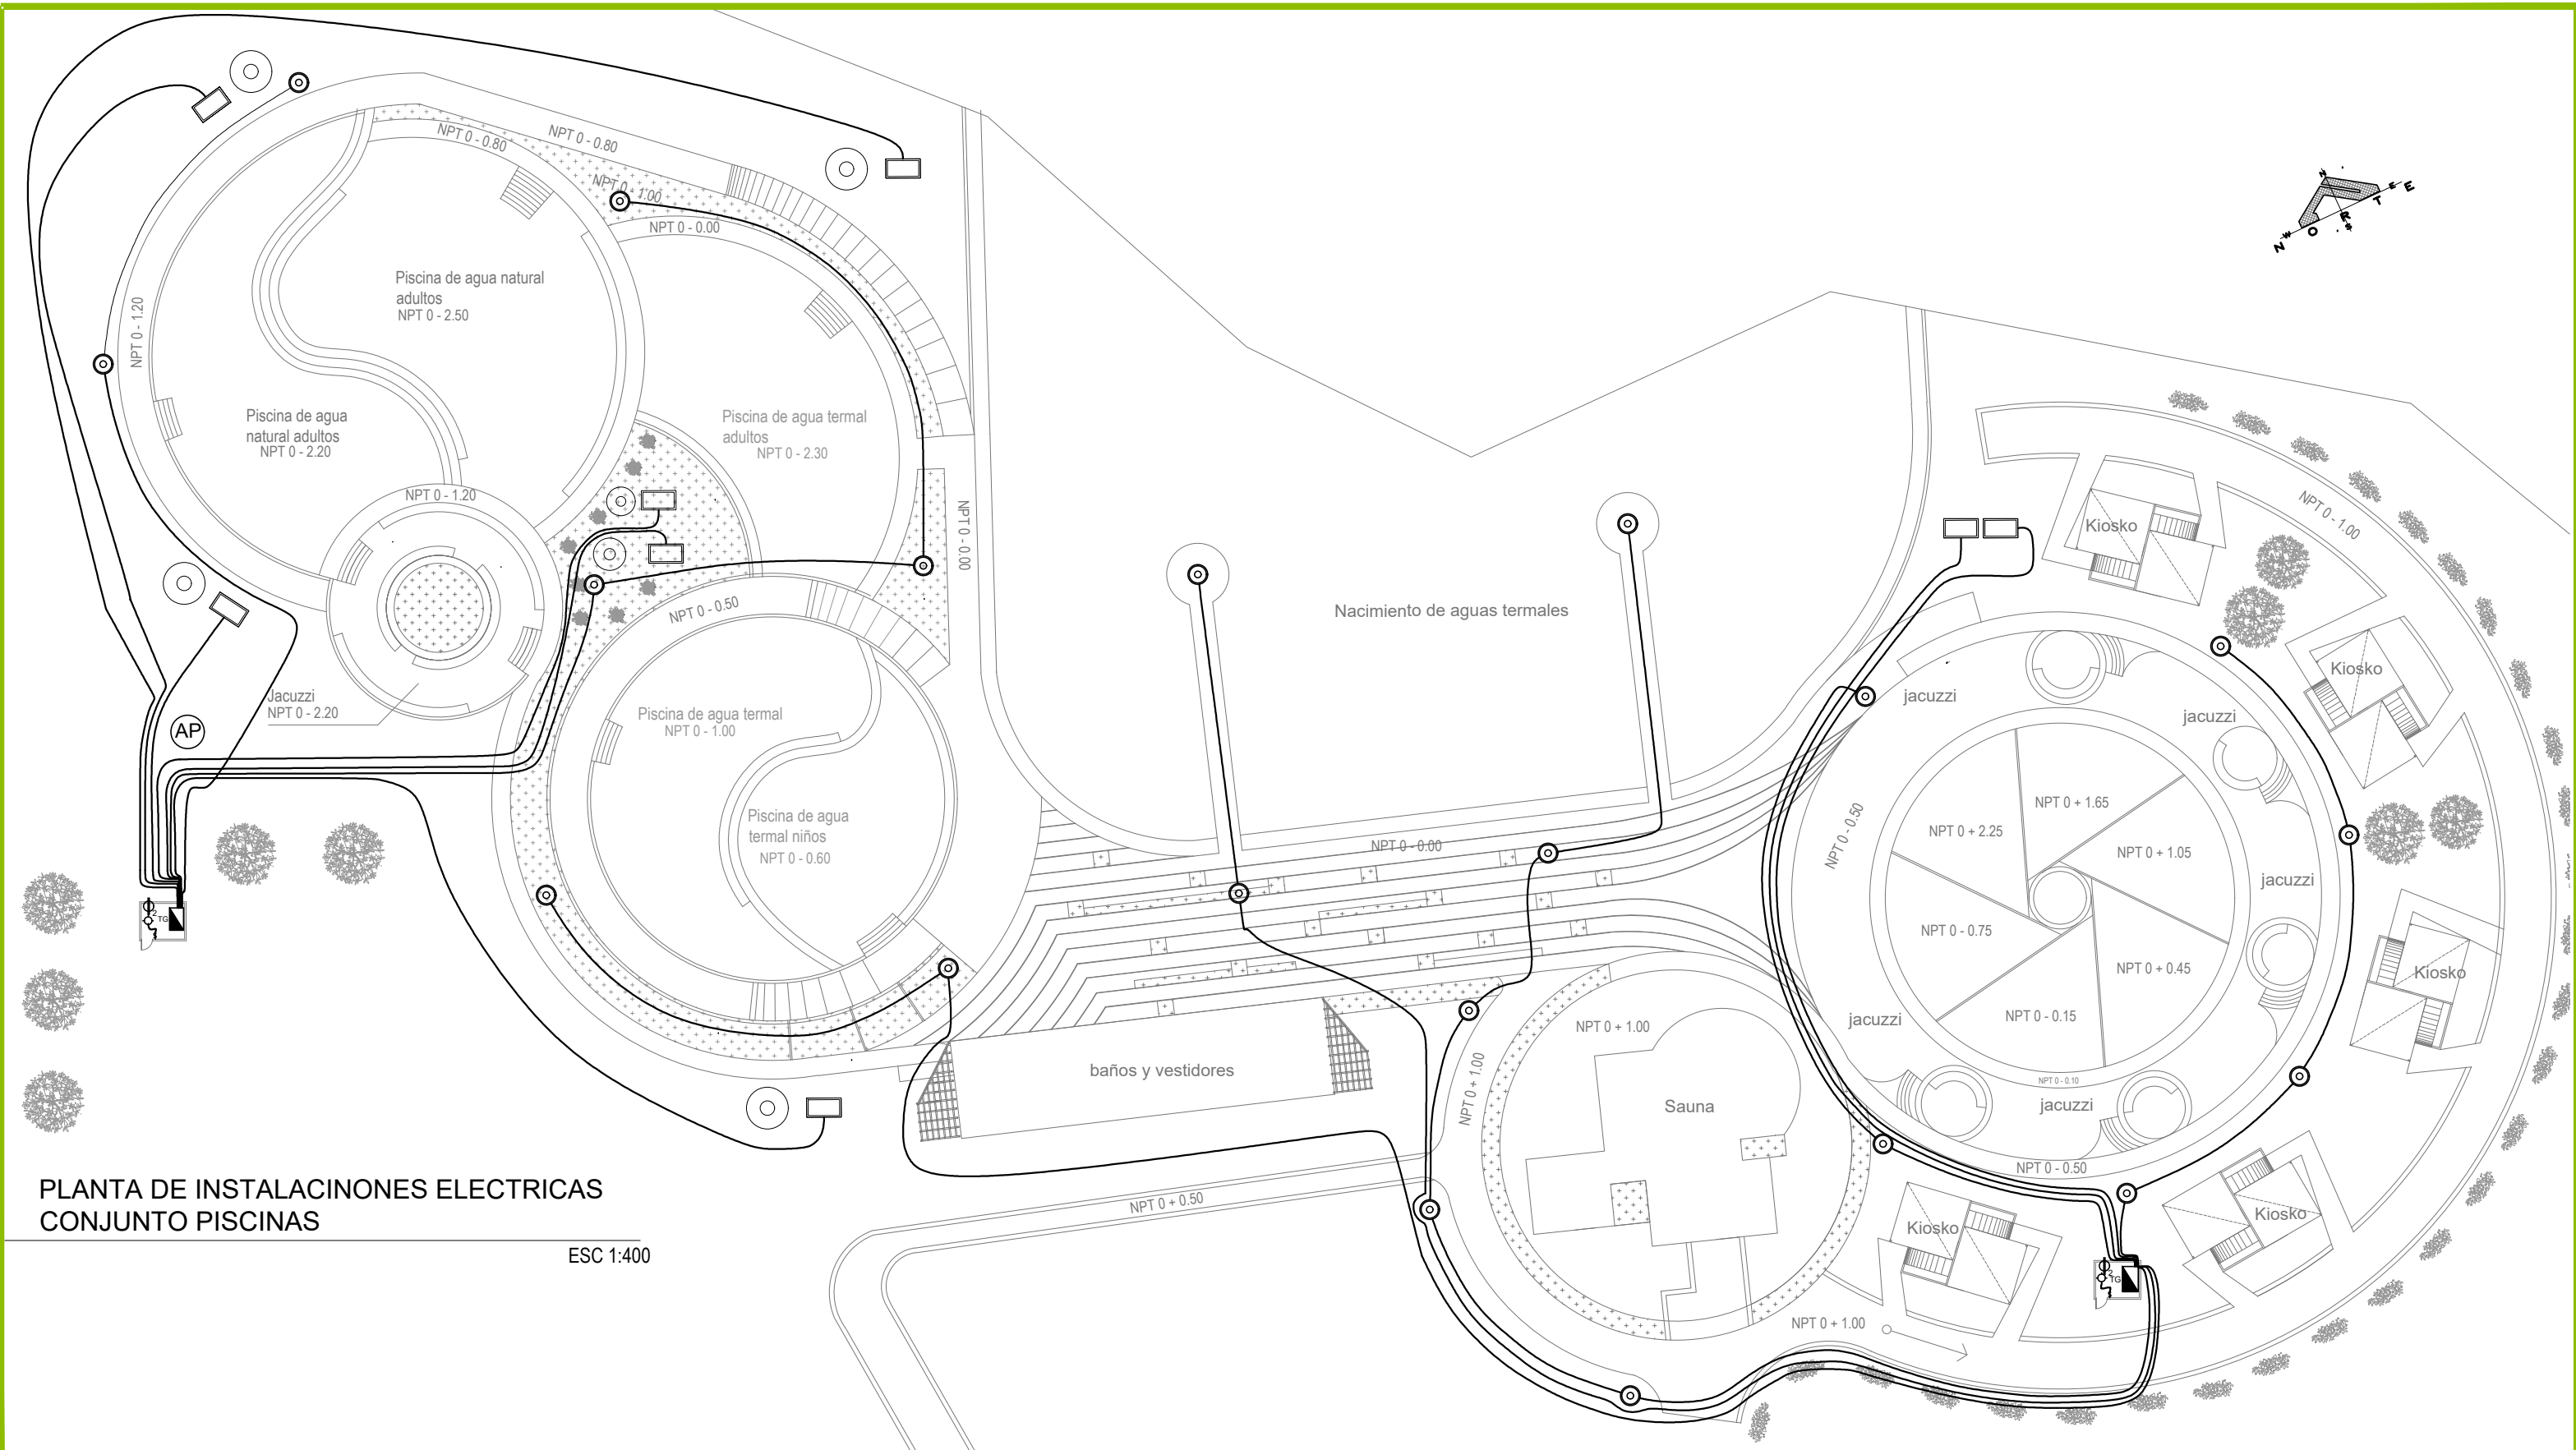 NPT 0 - 0.80
NPT 0 - 0.80
NPT 0 - 1.00
NPT 0 - 0.00
Piscina de agua natural
adultos
NPT 0 - 2.50
NPT 0 - 1.20
Piscina de agua
natural adultos
NPT 0 - 2.20
Piscina de agua termal
adultos
NPT 0 - 2.30
NPT 0 - 1.20
NPT 0 - 0.00
NPT 0 - 0.50
Jacuzzi
NPT 0 - 2.20
AP
Piscina de agua termal
NPT 0 - 1.00
Piscina de agua
termal niños
NPT 0 - 0.60
2
TG
Nacimiento de aguas termales
NPT 0 - 0.00
baños y vestidores
NPT 0 + 1.00
NPT 0 + 1.00
Sauna
NPT 0 + 0.50
N
O
R
T
E
N
E
S
W
Kiosko
NPT 0 - 1.00
Kiosko
jacuzzi
jacuzzi
NPT 0 - 0.50
NPT 0 + 1.65
NPT 0 + 2.25
NPT 0 + 1.05
jacuzzi
NPT 0 - 0.75
NPT 0 + 0.45
Kiosko
jacuzzi
NPT 0 - 0.15
NPT 0 - 0.10
jacuzzi
NPT 0 - 0.50
Kiosko
Kiosko
2
TG
NPT 0 + 1.00
PLANTA DE INSTALACINONES ELECTRICAS
CONJUNTO PISCINAS
ESC 1:400